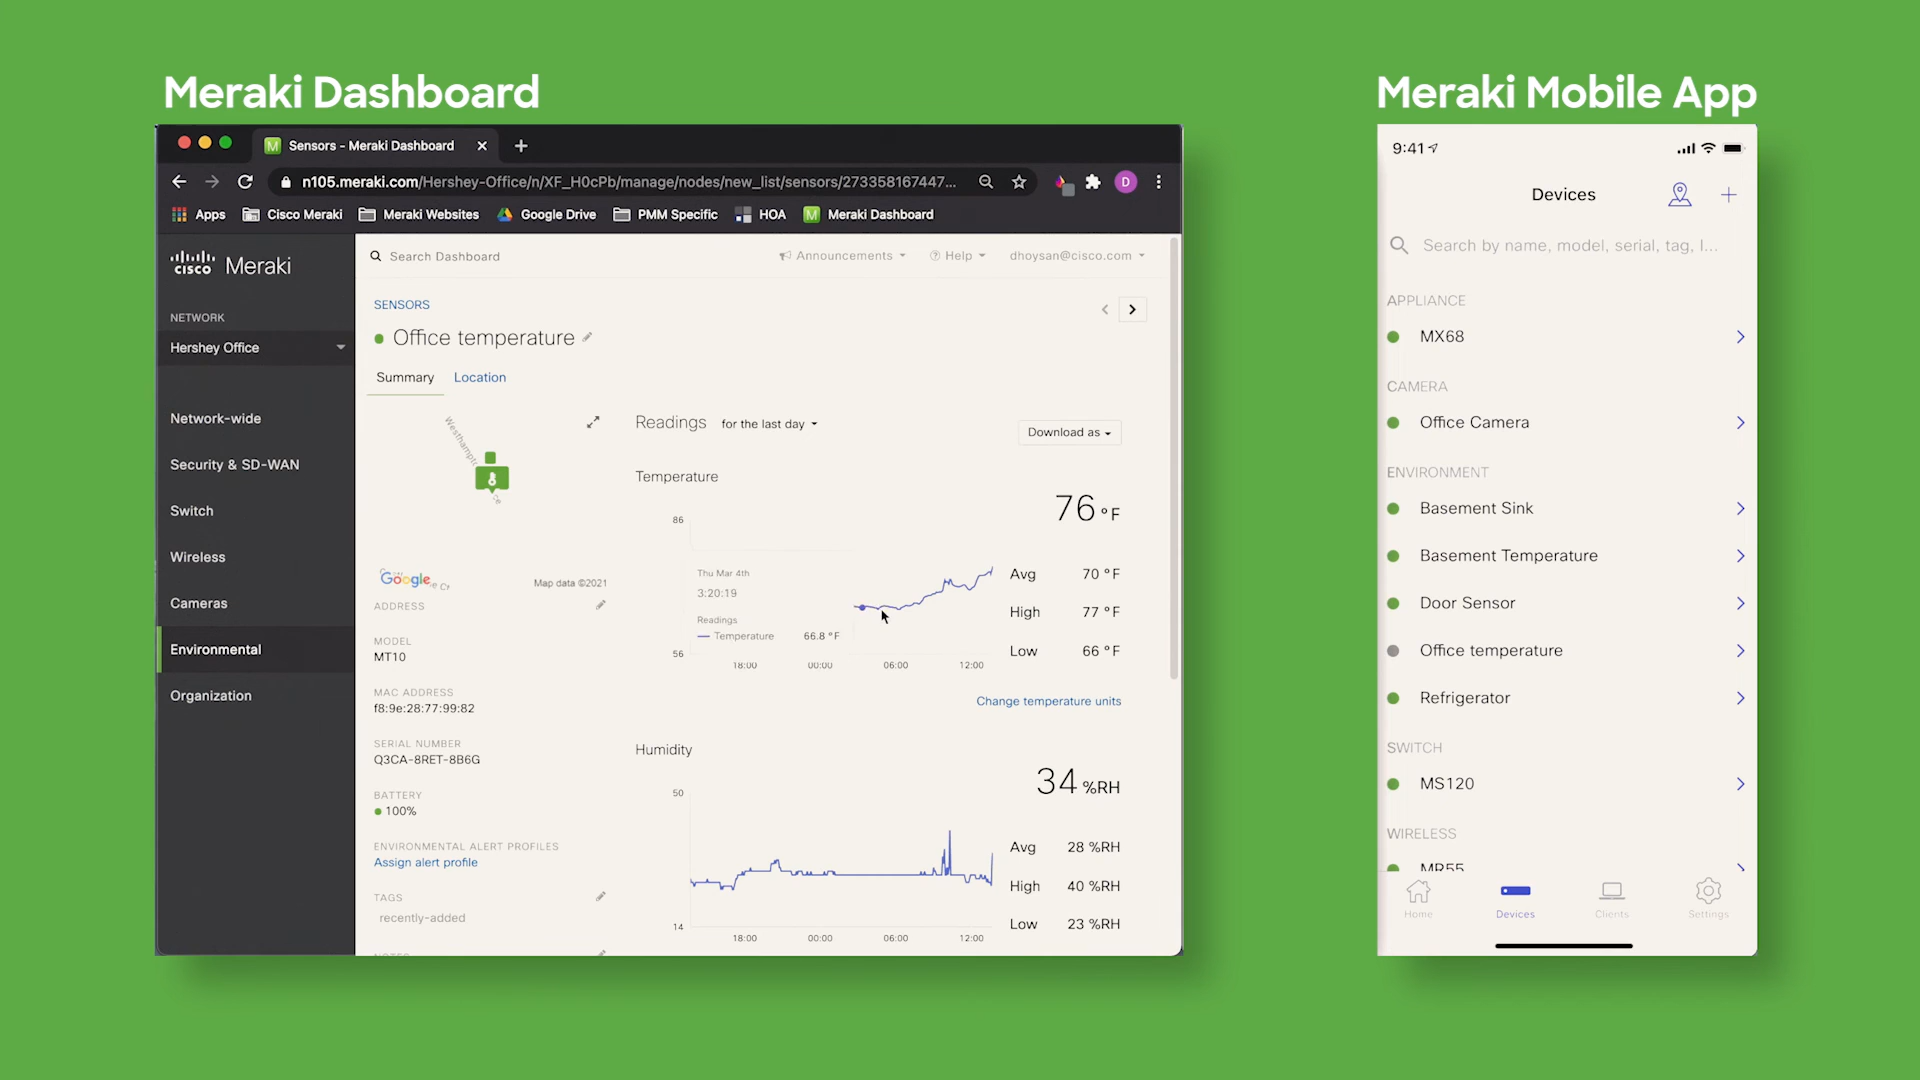 Meraki Dashboard
Meraki Mobile App
Sensors - Meraki Dashboard
n105.meraki.com/Hershey-Office/n/XF_H0cPb/manage/nodes/new_list/sensors/273358167447...
D
Apps
Cisco Meraki
Meraki Websites
Google Drive
PMM Specific
HOA
Meraki Dashboard
cisco Meraki
NETWORK
Hershey Office
Network-wide
Security & SD-WAN
Switch
Wireless
Cameras
Environmental
Organization
Search Dashboard
Announcements
Help
dhoysan@cisco.com
SENSORS
Office temperature
Summary
Location
Google
Map data ©2021
ADDRESS
MODEL
MT10
MAC ADDRESS
f8:9e:28:77:99:82
SERIAL NUMBER
Q3CA-8RET-8B6G
BATTERY
100%
ENVIRONMENTAL ALERT PROFILES
Assign alert profile
TAGS
recently-added
Readings for the last day
Download as
Temperature
76 °F
86
56
Thu Mar 4th
3:20:19
Readings
Temperature 66.8 °F
18:00 00:00 06:00 12:00
Avg 70 °F
High 77 °F
Low 66 °F
Change temperature units
Humidity
34 %RH
50
14
18:00 00:00 06:00 12:00
Avg 28 %RH
High 40 %RH
Low 23 %RH
9:41
Devices
Search by name, model, serial, tag, l...
APPLIANCE
MX68
CAMERA
Office Camera
ENVIRONMENT
Basement Sink
Basement Temperature
Door Sensor
Office temperature
Refrigerator
SWITCH
MS120
WIRELESS
MR55
Home
Devices
Clients
Settings